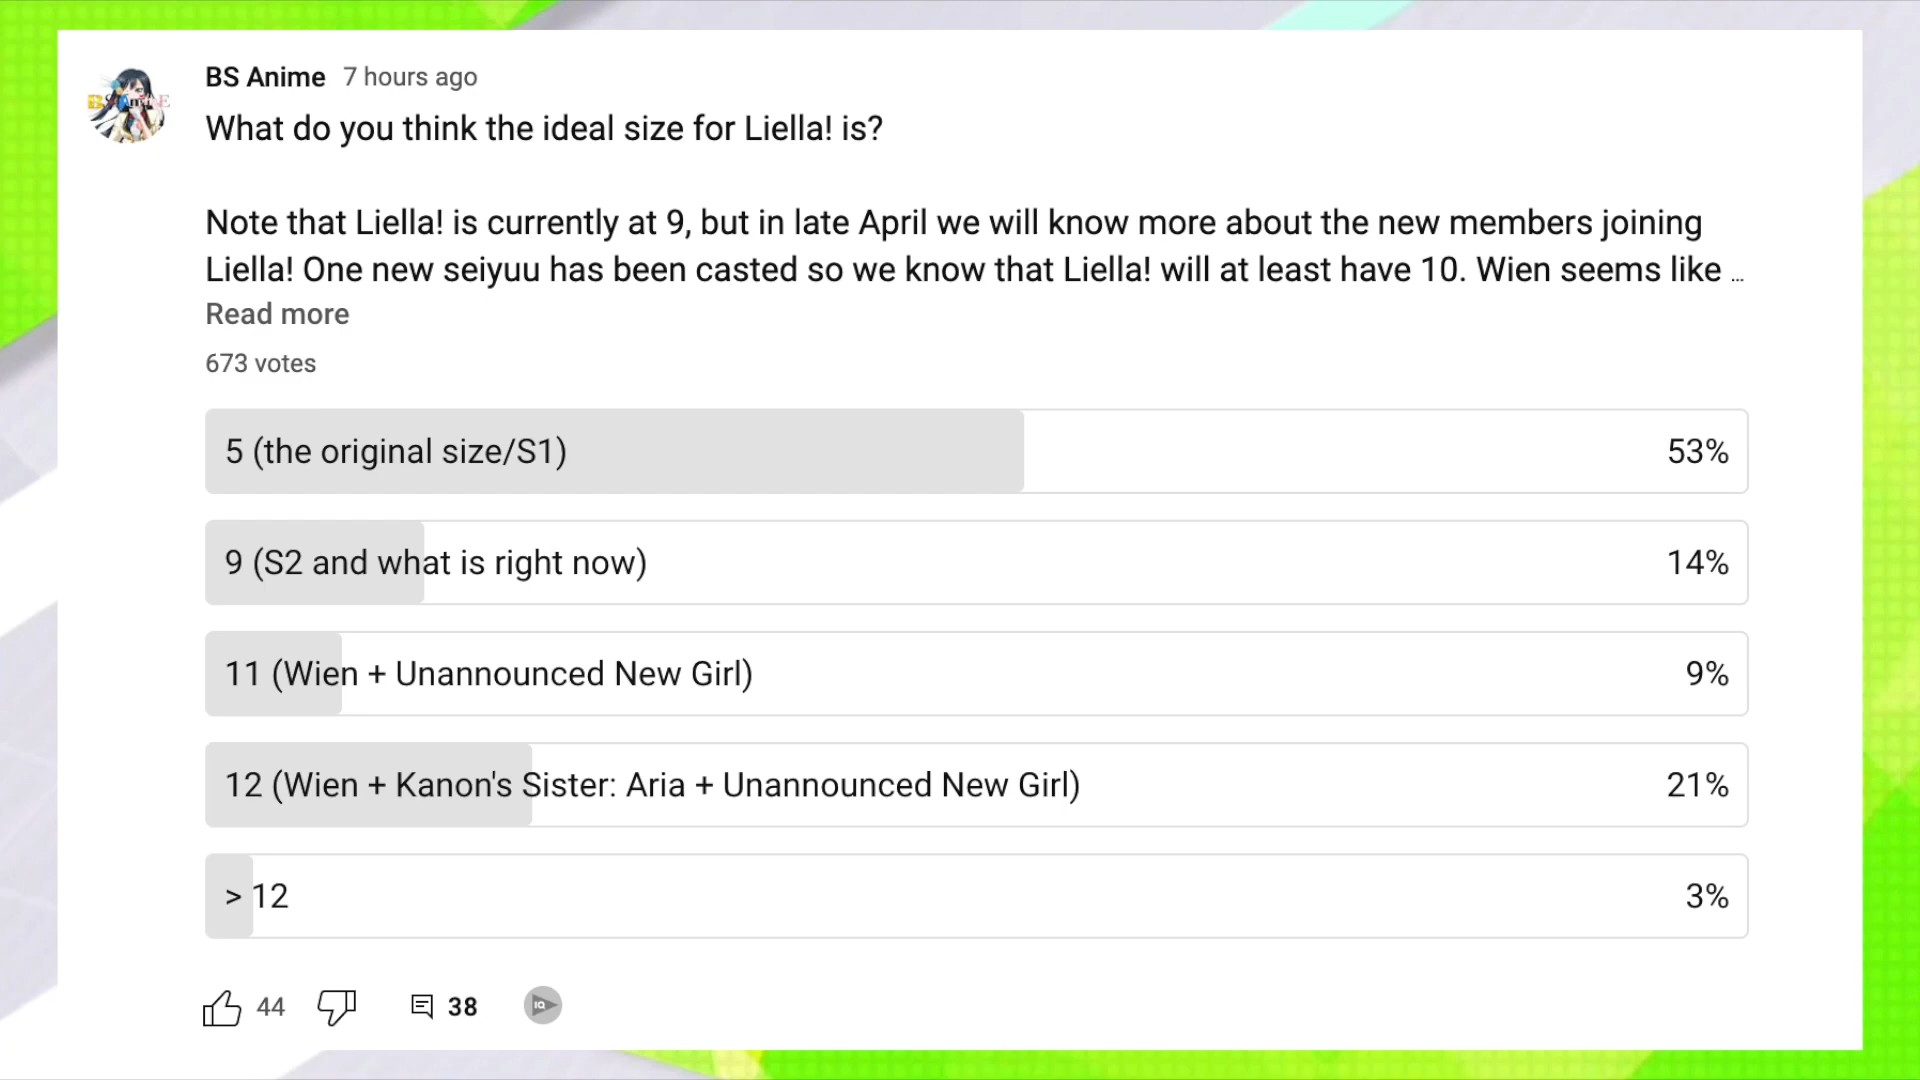 BS Anime 7 hours ago
What do you think the ideal size for Liella! is?
Note that Liella! is currently at 9, but in late April we will know more about the new members joining
Liella! One new seiyuu has been casted so we know that Liella! will at least have 10. Wien seems like ...
Read more
673 votes
5 (the original size/S1) 53%
9 (S2 and what is right now) 14%
11 (Wien + Unannounced New Girl) 9%
12 (Wien + Kanon's Sister: Aria + Unannounced New Girl) 21%
> 12 3%
44 38 IQ